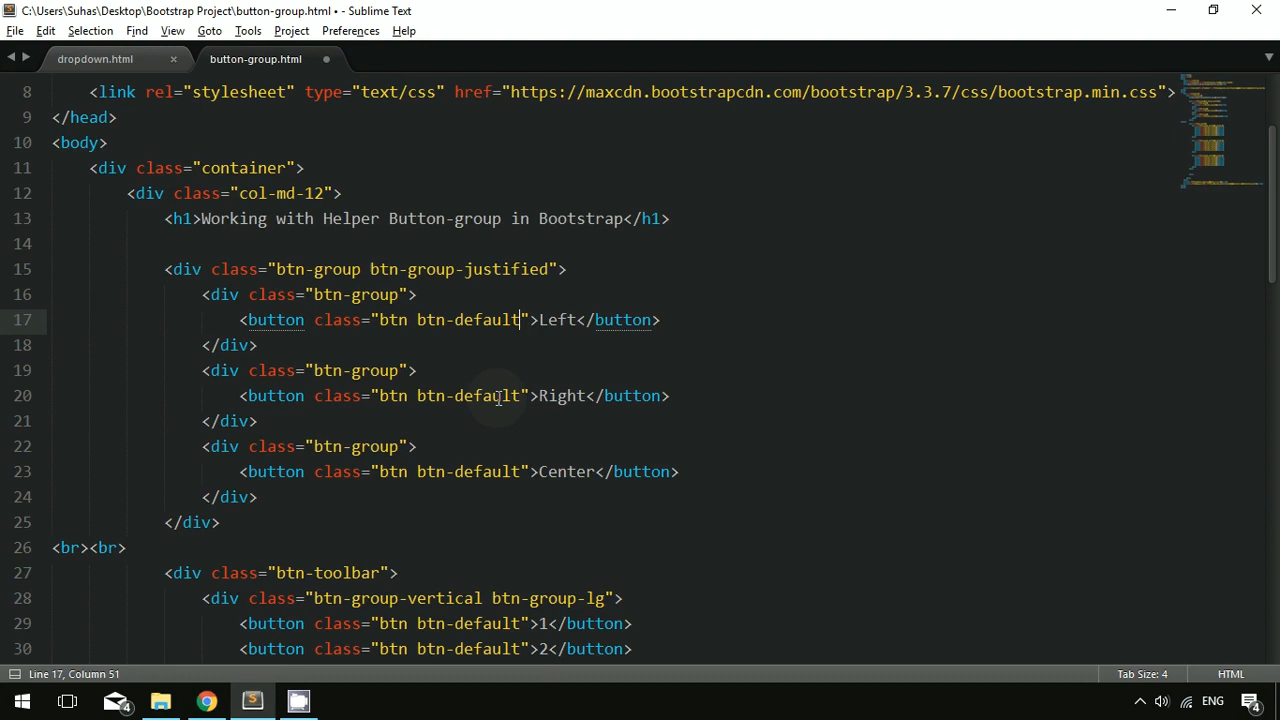 C:\Users\Suhas\Desktop\Bootstrap Project\button-group.html • - Sublime Text
File Edit Selection Find View Goto Tools Project Preferences Help
dropdown.html × button-group.html
8 <link rel="stylesheet" type="text/css" href="https://maxcdn.bootstrapcdn.com/bootstrap/3.3.7/css/bootstrap.min.css">
9 </head>
10 <body>
11 <div class="container">
12 <div class="col-md-12">
13 <h1>Working with Helper Button-group in Bootstrap</h1>
14
15 <div class="btn-group btn-group-justified">
16 <div class="btn-group">
17 <button class="btn btn-default">Left</button>
18 </div>
19 <div class="btn-group">
20 <button class="btn btn-default">Right</button>
21 </div>
22 <div class="btn-group">
23 <button class="btn btn-default">Center</button>
24 </div>
25 </div>
26 <br><br>
27 <div class="btn-toolbar">
28 <div class="btn-group-vertical btn-group-lg">
29 <button class="btn btn-default">1</button>
30 <button class="btn btn-default">2</button>
Line 17, Column 51 Tab Size: 4 HTML
4 S ENG 4